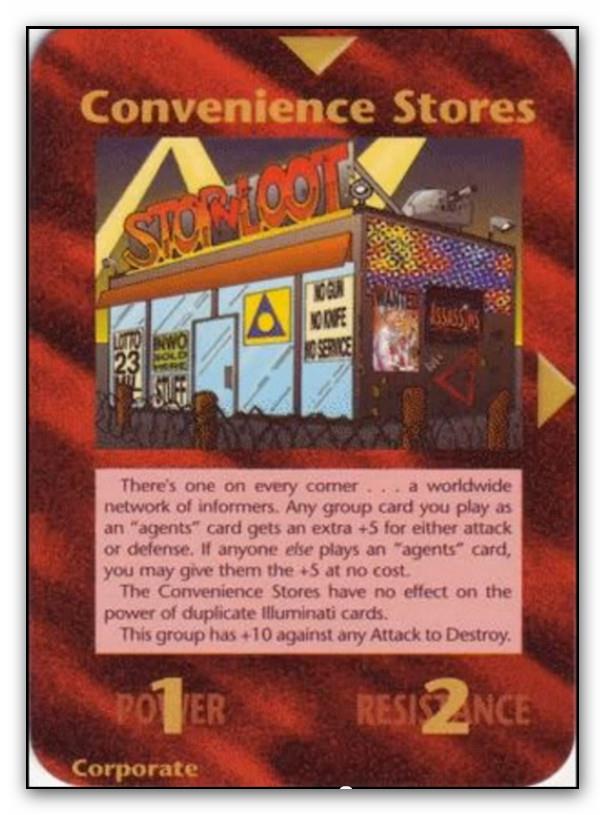 Convenience Stores
STOP 'N' LOOT
NO GUN
NO KNIFE
NO SERVICE
WANTED
ASSASSINS
LOTTO
23
INWO
SOLD
HERE
STUFF
There's one on every corner . . . a worldwide
network of informers. Any group card you play as
an "agents" card gets an extra +5 for either attack
or defense. If anyone else plays an "agents" card,
you may give them the +5 at no cost.
The Convenience Stores have no effect on the
power of duplicate Illuminati cards.
This group has +10 against any Attack to Destroy.
POWER 1
RESISTANCE 2
Corporate